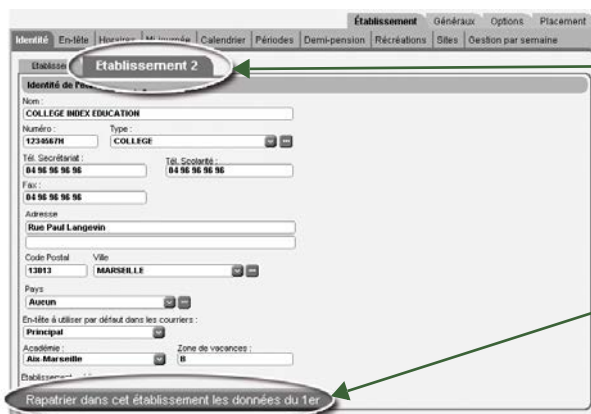 Établissement Généraux Options Placement
Identité En-tête Horaires Mi-journée Calendrier Périodes Demi-pension Récréations Sites Gestion par semaine
Etablissement 2
Identité de
Nom :
COLLEGE INDEX EDUCATION
Numéro : Type :
1234567H COLLEGE
Tél. Secrétariat : Tél. Scolarité :
04 96 96 96 96 04 96 96 96 96
Fax :
04 96 96 96 96
Adresse
Rue Paul Langevin
Code Postal Ville
13013 MARSEILLE
Pays
Aucun
En-tête à utiliser par défaut dans les courriers :
Principal
Académie : Zone de vacances :
Aix-Marseille B
Rapatrier dans cet établissement les données du 1er